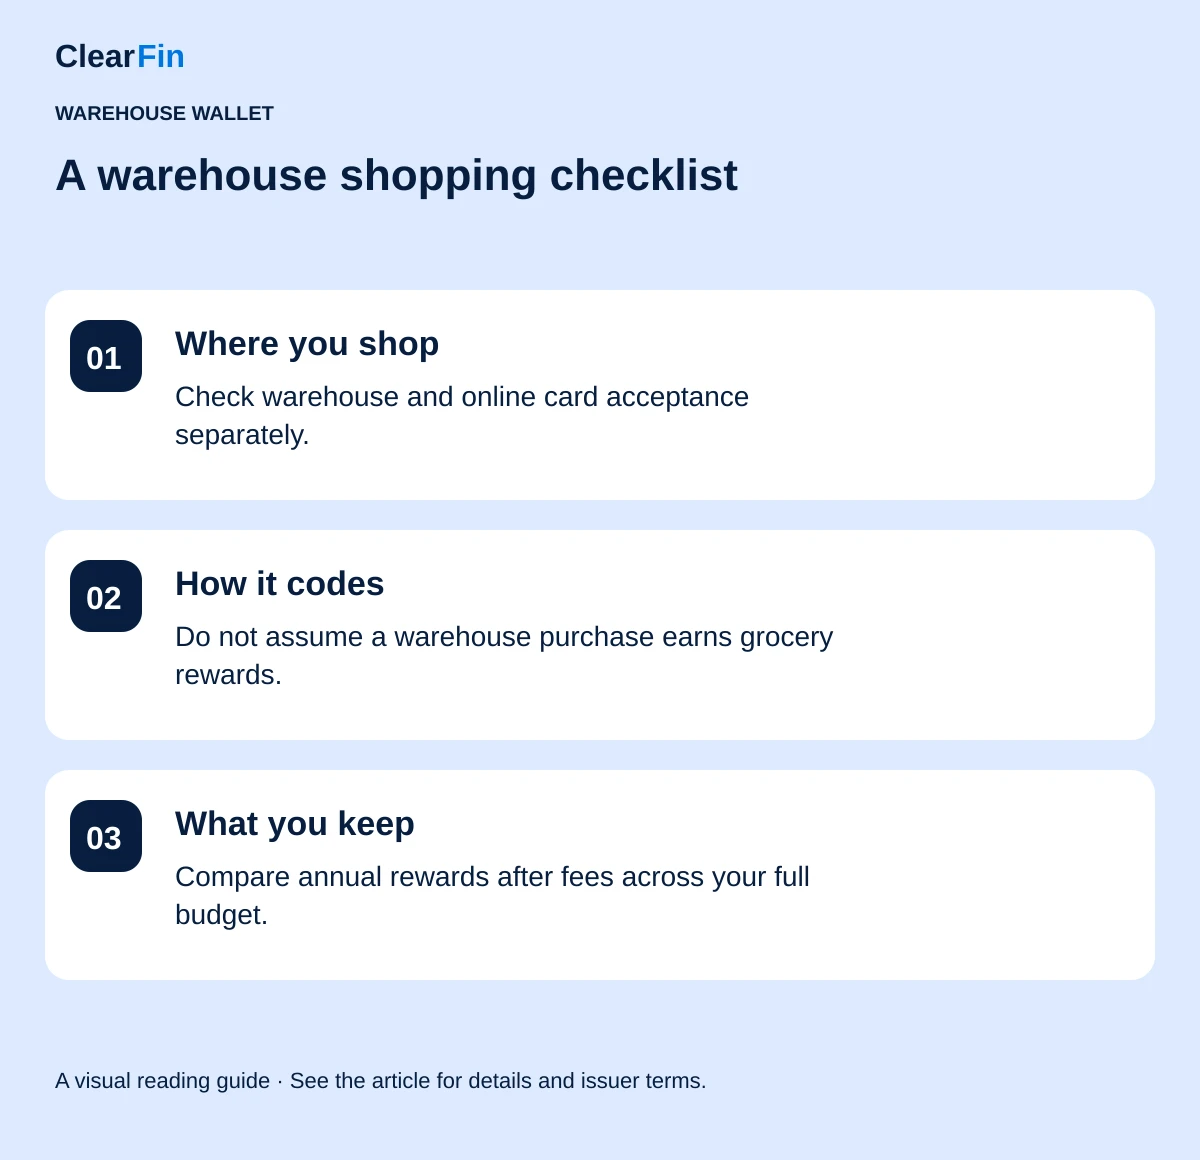 ClearFin
WAREHOUSE WALLET
A warehouse shopping checklist
01
Where you shop
Check warehouse and online card acceptance
separately.
02
How it codes
Do not assume a warehouse purchase earns grocery
rewards.
03
What you keep
Compare annual rewards after fees across your full
budget.
A visual reading guide · See the article for details and issuer terms.